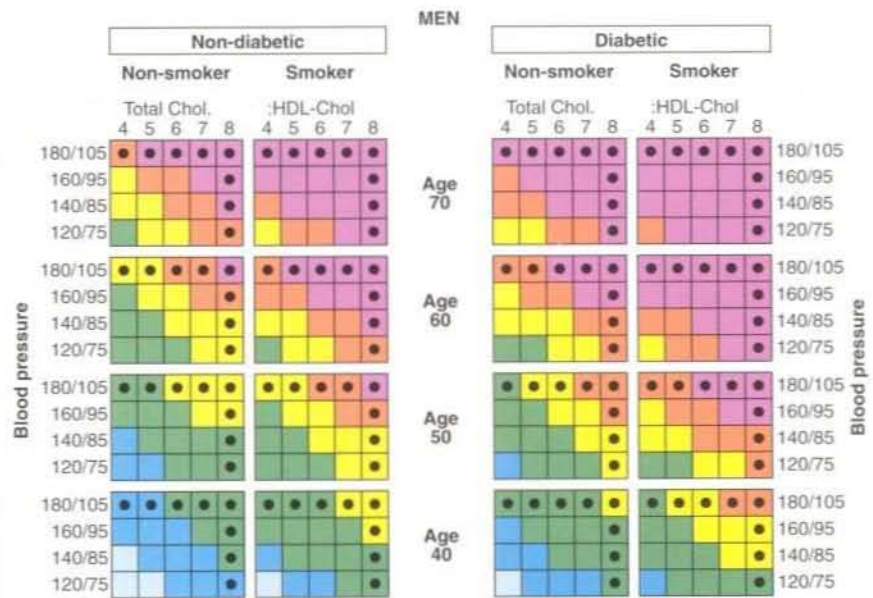 MEN
Non-diabetic Diabetic
Non-smoker Smoker Non-smoker Smoker
Total Chol. :HDL-Chol Total Chol. :HDL-Chol
4 5 6 7 8 4 5 6 7 8 4 5 6 7 8 4 5 6 7 8
180/105 180/105
160/95 Age 70 160/95
140/85 140/85
120/75 120/75
180/105 180/105
160/95 Age 60 160/95
140/85 140/85
120/75 120/75
Blood pressure Blood pressure
180/105 180/105
160/95 Age 50 160/95
140/85 140/85
120/75 120/75
180/105 180/105
160/95 Age 40 160/95
140/85 140/85
120/75 120/75